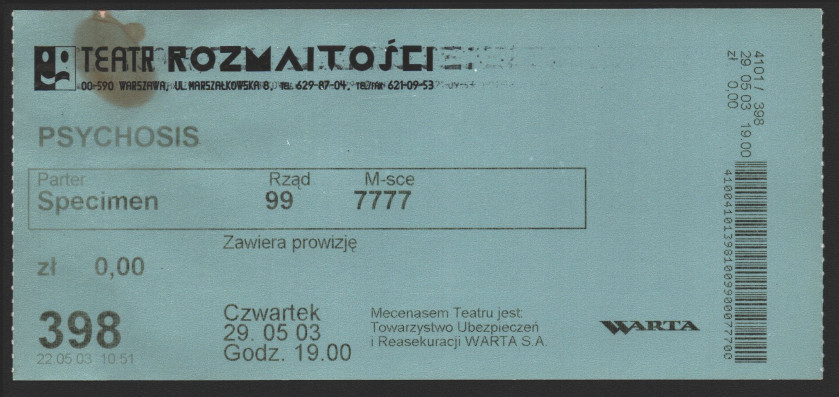 TEATR ROZMAITOŚCI
00-590 WARSZAWA, UL. MARSZAŁKOWSKA 8, TEL. 629-87-04, TEL/FAX 621-09-53
PSYCHOSIS
Parter Rząd M-sce
Specimen 99 7777
Zawiera prowizję
zł 0,00
398
22 05 03 10:51
Czwartek
29. 05 03
Godz. 19.00
Mecenasem Teatru jest:
Towarzystwo Ubezpieczeń
i Reasekuracji WARTA S.A.
WARTA
4101 / 398
29 05 03 19.00
zł 0,00
4100410139810099000077700